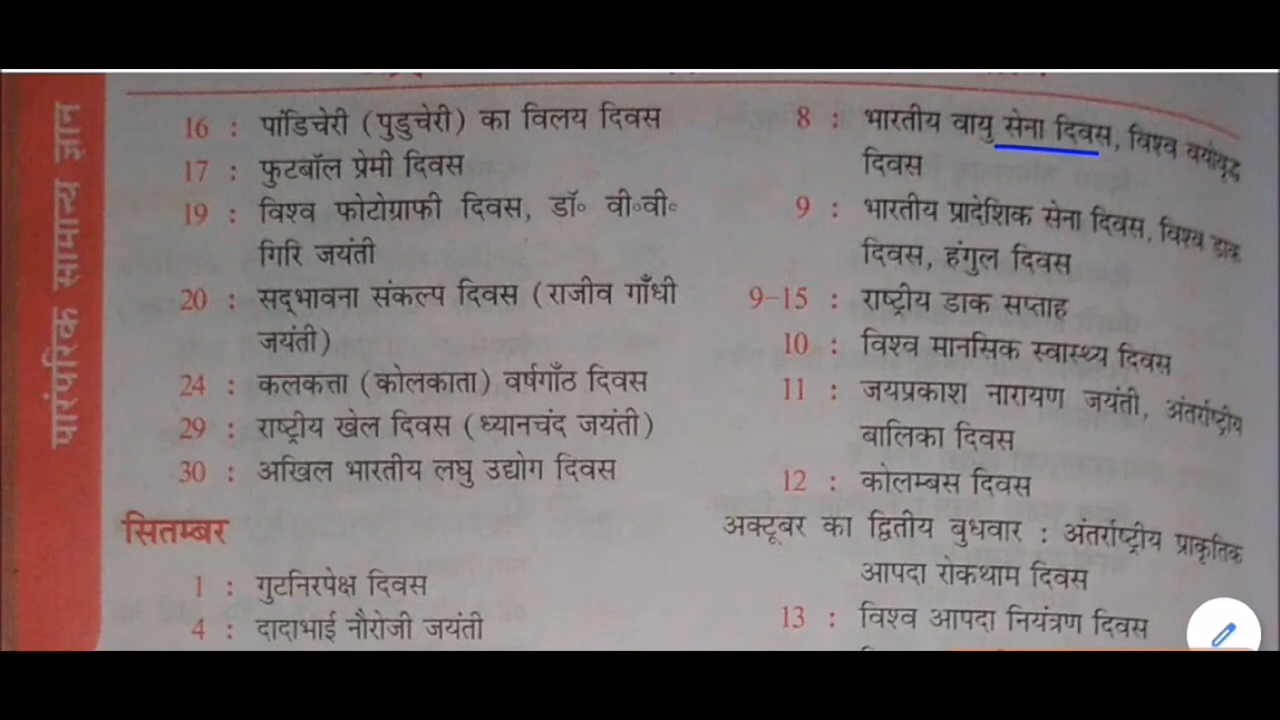 पारंपरिक सामान्य ज्ञान
16 : पांडिचेरी (पुडुचेरी) का विलय दिवस
17 : फुटबॉल प्रेमी दिवस
19 : विश्व फोटोग्राफी दिवस, डॉ॰ वी॰वी॰
गिरि जयंती
20 : सद्‌भावना संकल्प दिवस (राजीव गाँधी
जयंती)
24 : कलकत्ता (कोलकाता) वर्षगाँठ दिवस
29 : राष्ट्रीय खेल दिवस (ध्यानचंद जयंती)
30 : अखिल भारतीय लघु उद्योग दिवस
सितम्बर
1 : गुटनिरपेक्ष दिवस
4 : दादाभाई नौरोजी जयंती
8 : भारतीय वायु सेना दिवस, विश्व वयोवृद्ध
दिवस
9 : भारतीय प्रादेशिक सेना दिवस, विश्व डाक
दिवस, हंगुल दिवस
9-15 : राष्ट्रीय डाक सप्ताह
10 : विश्व मानसिक स्वास्थ्य दिवस
11 : जयप्रकाश नारायण जयंती, अंतर्राष्ट्रीय
बालिका दिवस
12 : कोलम्बस दिवस
अक्टूबर का द्वितीय बुधवार : अंतर्राष्ट्रीय प्राकृतिक
आपदा रोकथाम दिवस
13 : विश्व आपदा नियंत्रण दिवस